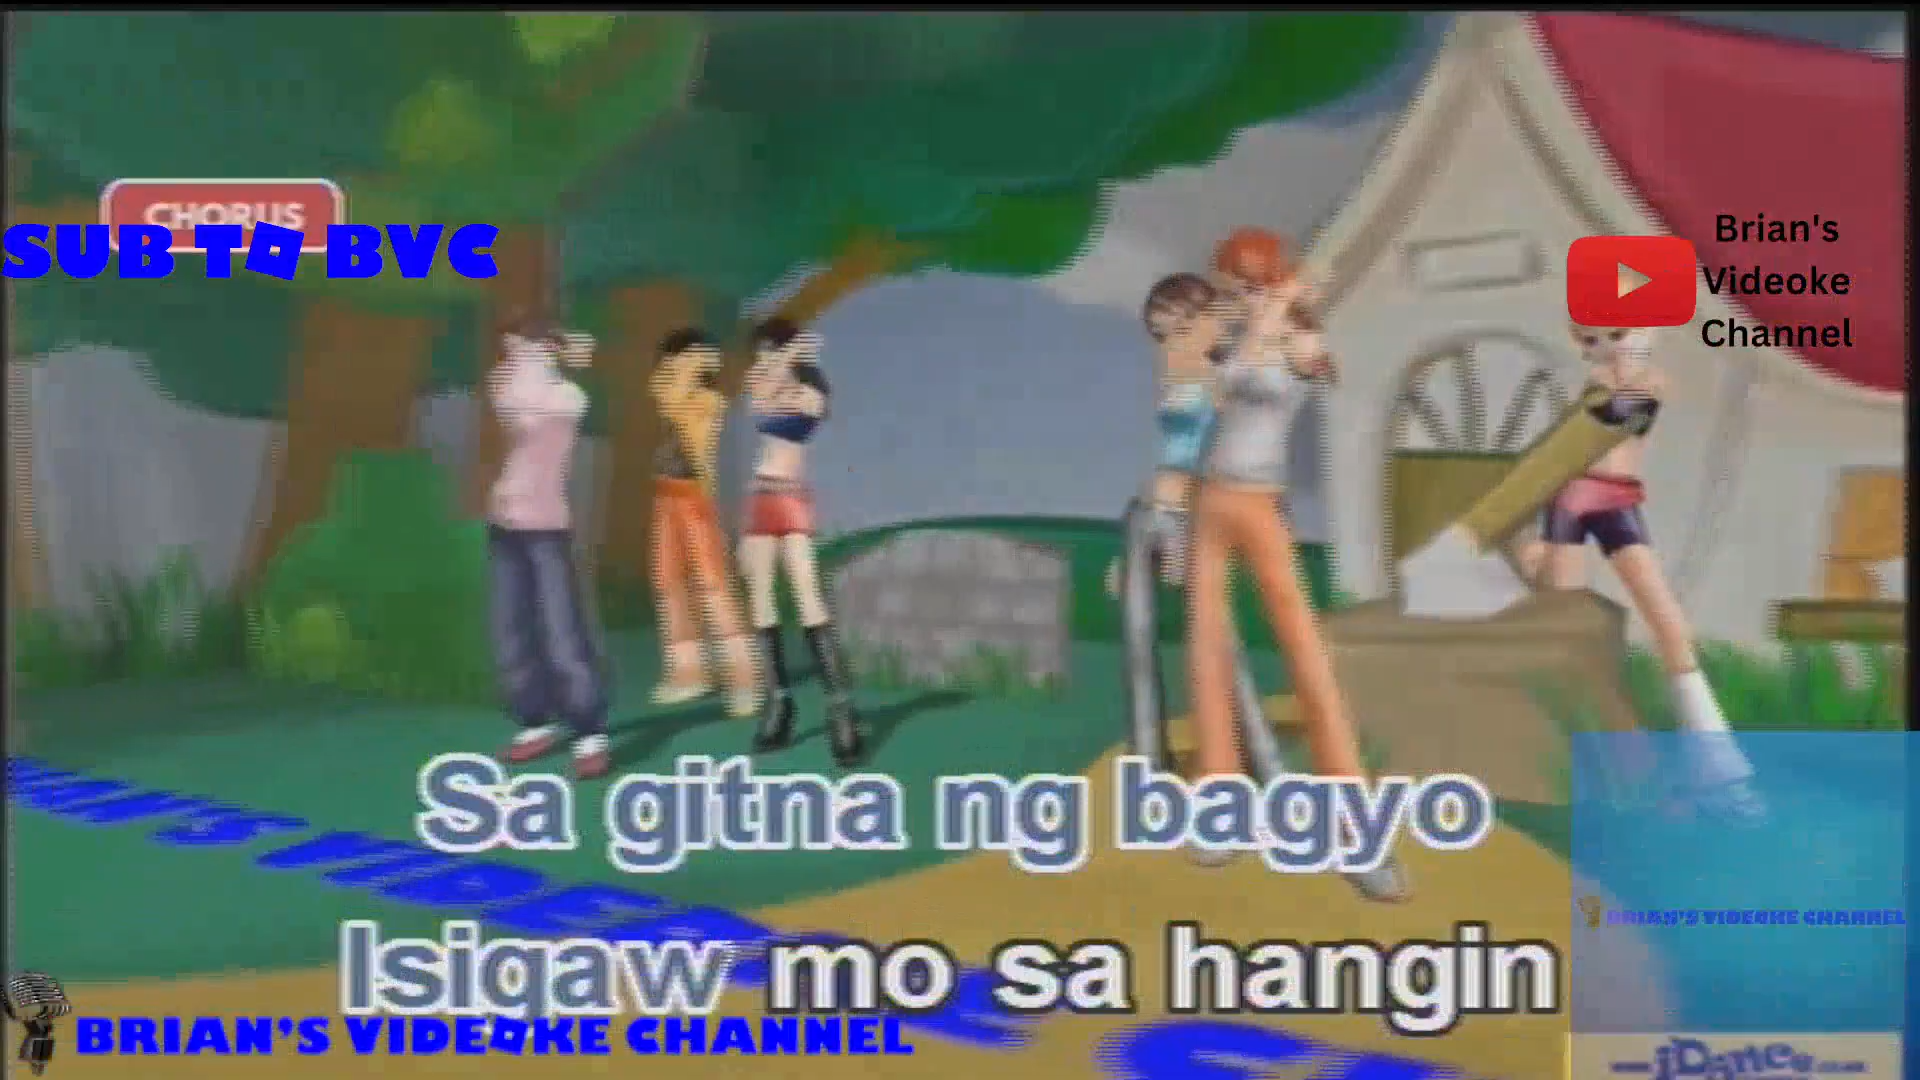 CHORUS
SUB TO BVC
Brian's
Videoke
Channel
Sa gitna ng bagyo
Isigaw mo sa hangin
BRIAN'S VIDEOKE CHANNEL
BRIAN'S VIDEOKE CHANNEL
iDance